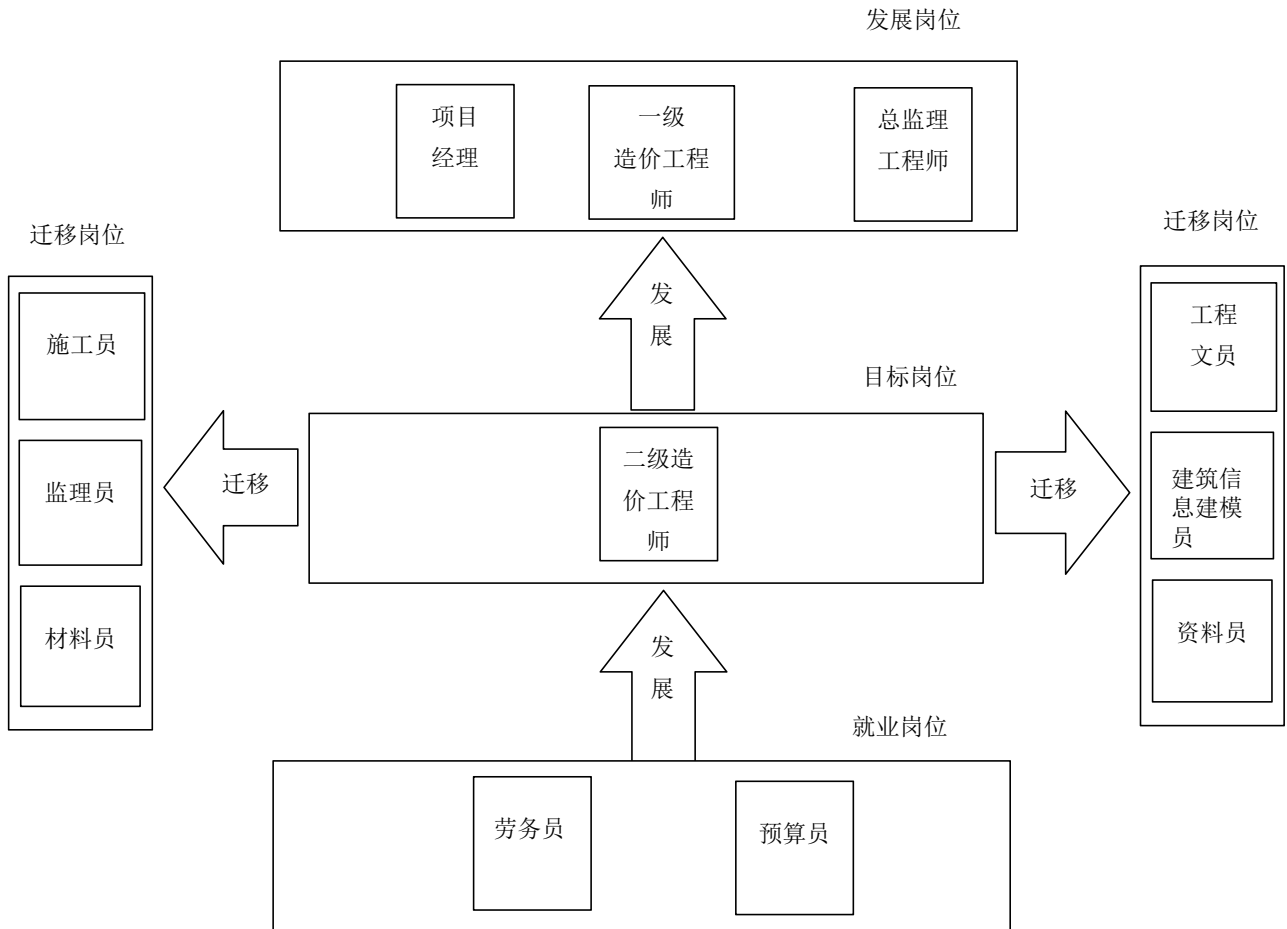 发展岗位
项目
经理
一级
造价工程
师
总监理
工程师
迁移岗位
施工员
监理员
材料员
发
展
迁移岗位
工程
文员
建筑信
息建模
员
资料员
目标岗位
二级造
价工程
师
迁移
迁移
发
展
就业岗位
劳务员
预算员